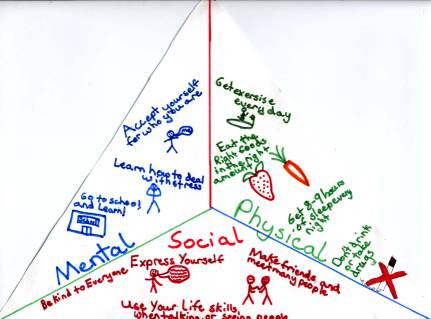 Accept yourself
for who you are
Learn how to deal
with stress
Go to school
and Learn!
Mental
Get exersise
every day
Eat the
Right foods
in the right
amount
Get 8-9 hours
of sleep every
night
Don't drink
or take
drugs
Physical
Social
Be kind to Everyone
Express Yourself
Make friends and
meet many people
Use Your life skills,
when talking or seeing people